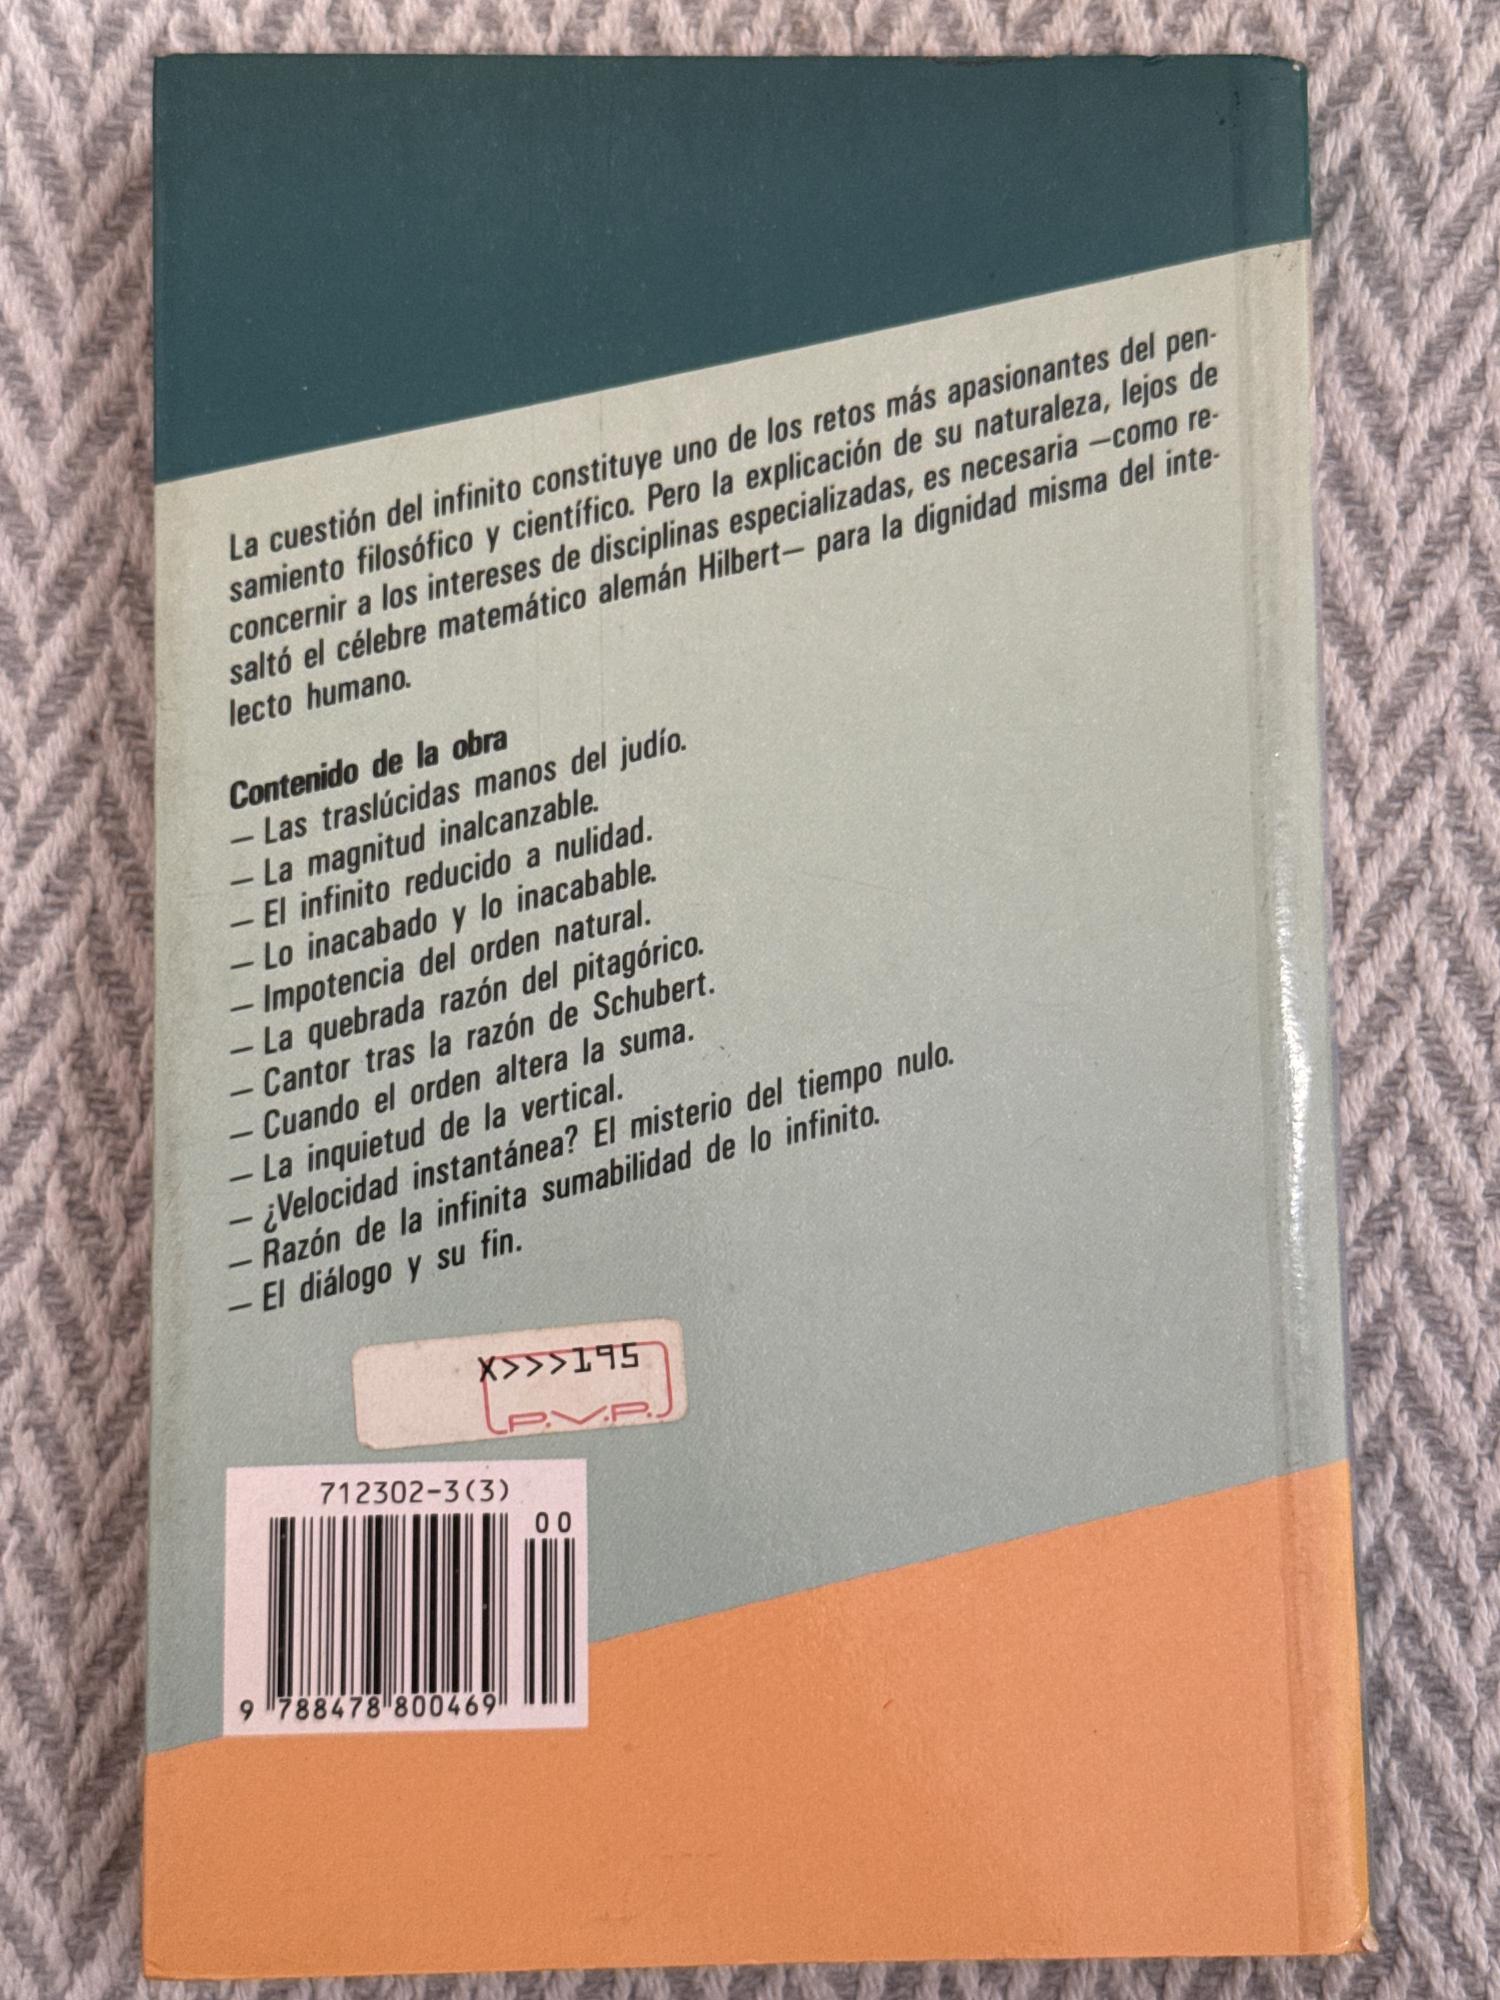 La cuestión del infinito constituye uno de los retos más apasionantes del pen-
samiento filosófico y científico. Pero la explicación de su naturaleza, lejos de
concernir a los intereses de disciplinas especializadas, es necesaria —como re-
saltó el célebre matemático alemán Hilbert— para la dignidad misma del inte-
lecto humano.
Contenido de la obra
— Las traslúcidas manos del judío.
— La magnitud inalcanzable.
— El infinito reducido a nulidad.
— Lo inacabado y lo inacabable.
— Impotencia del orden natural.
— La quebrada razón del pitagórico.
— Cantor tras la razón de Schubert.
— Cuando el orden altera la suma.
— La inquietud de la vertical.
— ¿Velocidad instantánea? El misterio del tiempo nulo.
— Razón de la infinita sumabilidad de lo infinito.
— El diálogo y su fin.
X>>>195
P.V.P.
712302-3(3)
00
9 788478 800469